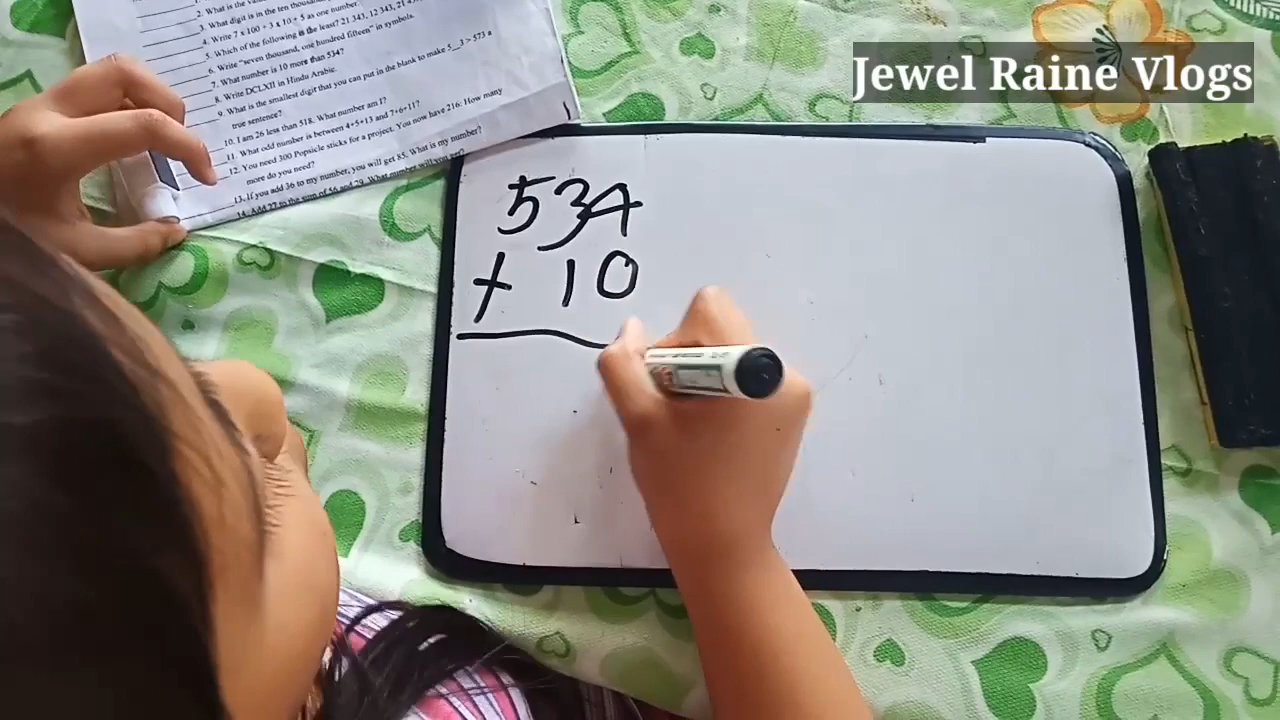 Jewel Raine Vlogs
2. What is the
3. What digit is in the ten
4. Write 7 x 100 + 3 x 10 + 5 as one number.
5. Which of the following is the least? 21 343, 12 343,
6. Write "seven thousand, one hundred fifteen" in symbols.
7. What number is 10 more than 534?
8. Write DCLXII in Hindu Arabic.
9. What is the smallest digit that you can put in the blank to make 5_3 > 573 a
true sentence?
10. I am 26 less than 518. What number am I?
11. What odd number is between 4+5+13 and 7+6+11?
12. You need 300 Popsicle sticks for a project. You now have 216: How many
more do you need?
13. If you add 36 to my number, you will get 85. What is my number?
14. Add 27 to the sum of 56 and 29. What number will you get?
534
+ 10